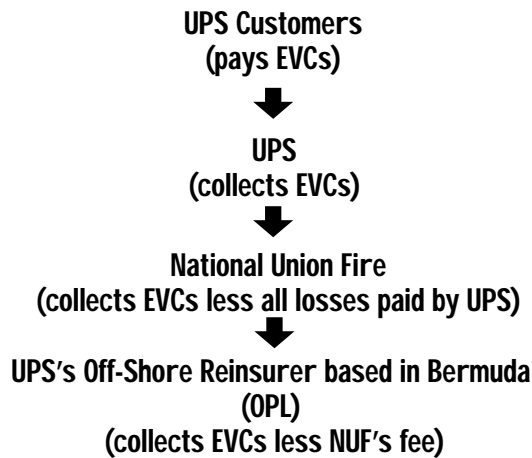 UPS Customers
(pays EVCs)
UPS
(collects EVCs)
National Union Fire
(collects EVCs less all losses paid by UPS)
UPS's Off-Shore Reinsurer based in Bermuda
(OPL)
(collects EVCs less NUF's fee)